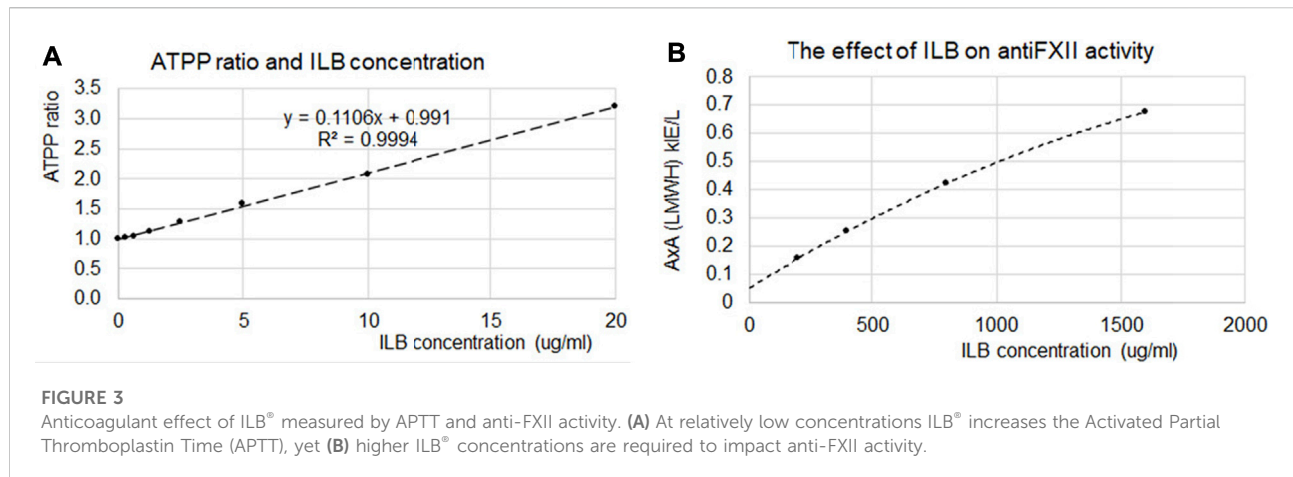 A
ATPP ratio and ILB concentration
3.5
3.0
2.5
2.0
1.5
1.0
0.5
0.0
ATPP ratio
y = 0.1106x + 0.991
R² = 0.9994
0 5 10 15 20
ILB concentration (ug/ml)
B
The effect of ILB on antiFXII activity
0.8
0.7
0.6
0.5
0.4
0.3
0.2
0.1
0
AxA (LMWH) kIE/L
0 500 1000 1500 2000
ILB concentration (ug/ml)
FIGURE 3
Anticoagulant effect of ILB® measured by APTT and anti-FXII activity. (A) At relatively low concentrations ILB® increases the Activated Partial
Thromboplastin Time (APTT), yet (B) higher ILB® concentrations are required to impact anti-FXII activity.